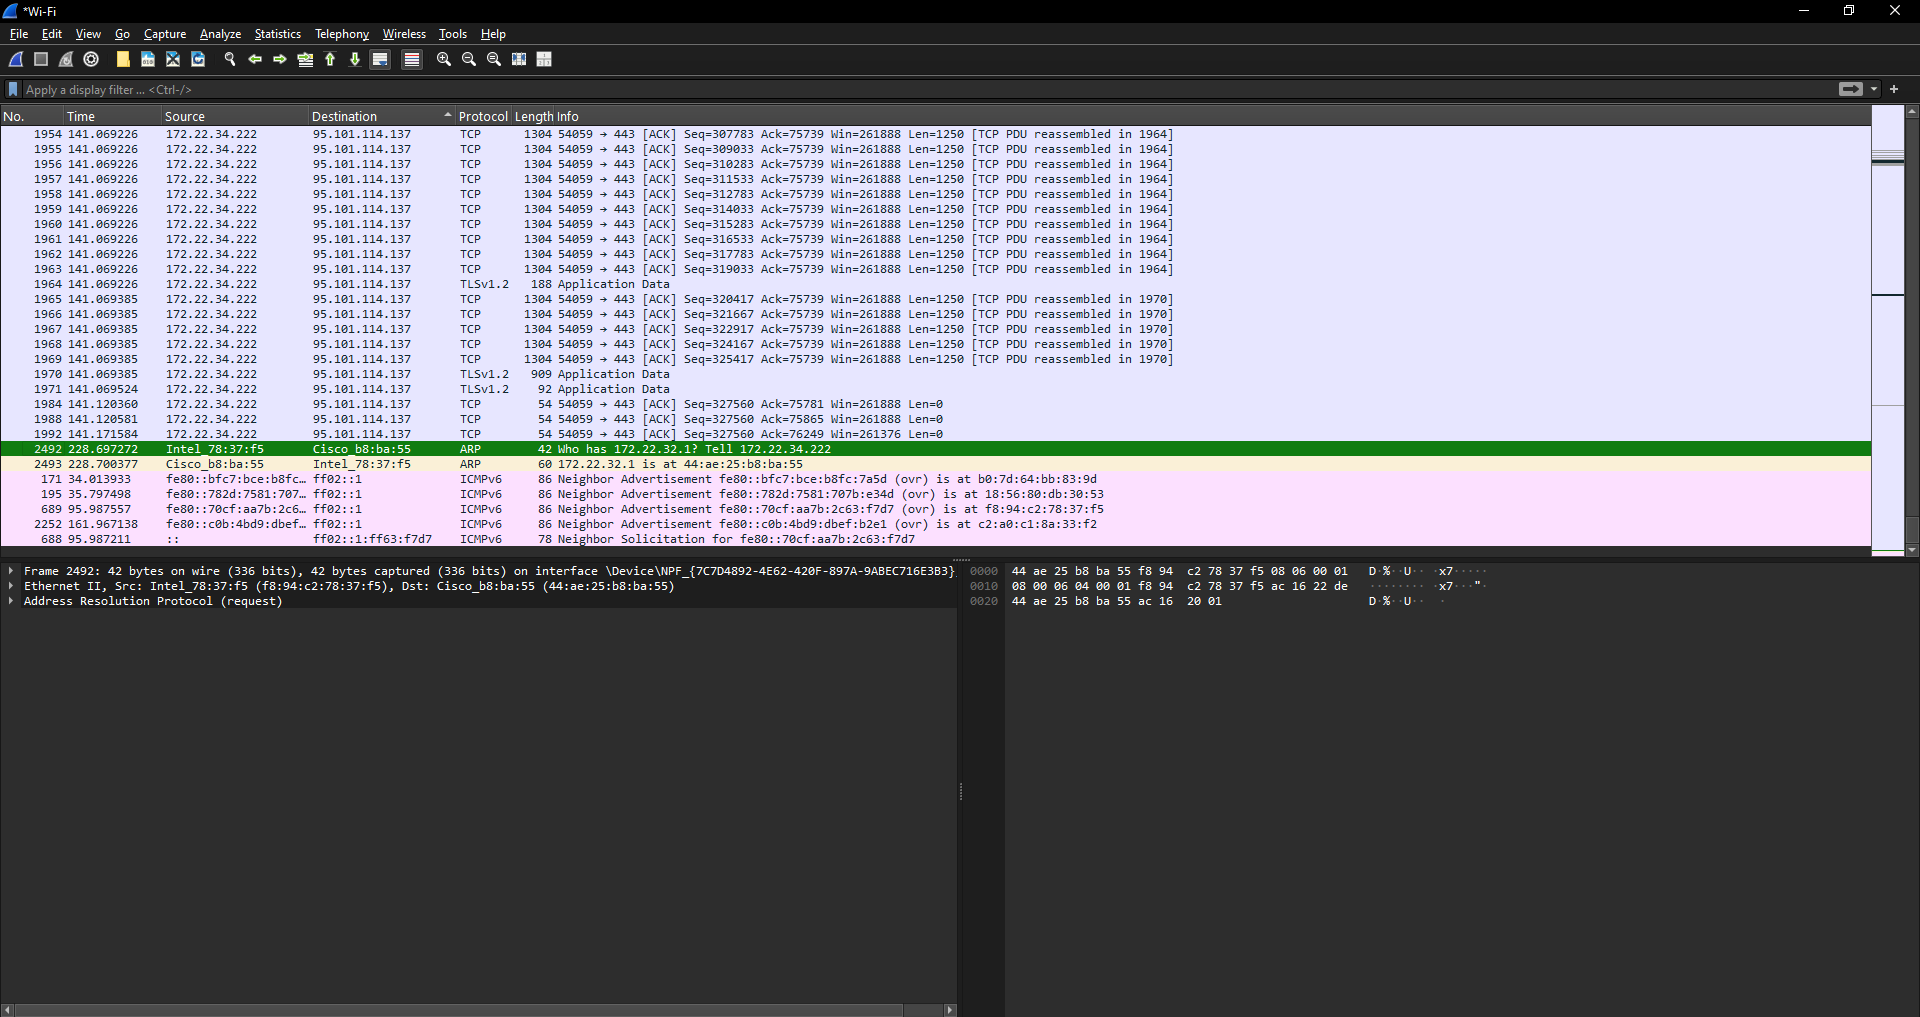 *Wi-Fi
File Edit View Go Capture Analyze Statistics Telephony Wireless Tools Help
Apply a display filter ... <Ctrl-/>
No. Time Source Destination Protocol Length Info
1954 141.069226 172.22.34.222 95.101.114.137 TCP 1304 54059 → 443 [ACK] Seq=307783 Ack=75739 Win=261888 Len=1250 [TCP PDU reassembled in 1964]
1955 141.069226 172.22.34.222 95.101.114.137 TCP 1304 54059 → 443 [ACK] Seq=309033 Ack=75739 Win=261888 Len=1250 [TCP PDU reassembled in 1964]
1956 141.069226 172.22.34.222 95.101.114.137 TCP 1304 54059 → 443 [ACK] Seq=310283 Ack=75739 Win=261888 Len=1250 [TCP PDU reassembled in 1964]
1957 141.069226 172.22.34.222 95.101.114.137 TCP 1304 54059 → 443 [ACK] Seq=311533 Ack=75739 Win=261888 Len=1250 [TCP PDU reassembled in 1964]
1958 141.069226 172.22.34.222 95.101.114.137 TCP 1304 54059 → 443 [ACK] Seq=312783 Ack=75739 Win=261888 Len=1250 [TCP PDU reassembled in 1964]
1959 141.069226 172.22.34.222 95.101.114.137 TCP 1304 54059 → 443 [ACK] Seq=314033 Ack=75739 Win=261888 Len=1250 [TCP PDU reassembled in 1964]
1960 141.069226 172.22.34.222 95.101.114.137 TCP 1304 54059 → 443 [ACK] Seq=315283 Ack=75739 Win=261888 Len=1250 [TCP PDU reassembled in 1964]
1961 141.069226 172.22.34.222 95.101.114.137 TCP 1304 54059 → 443 [ACK] Seq=316533 Ack=75739 Win=261888 Len=1250 [TCP PDU reassembled in 1964]
1962 141.069226 172.22.34.222 95.101.114.137 TCP 1304 54059 → 443 [ACK] Seq=317783 Ack=75739 Win=261888 Len=1250 [TCP PDU reassembled in 1964]
1963 141.069226 172.22.34.222 95.101.114.137 TCP 1304 54059 → 443 [ACK] Seq=319033 Ack=75739 Win=261888 Len=1250 [TCP PDU reassembled in 1964]
1964 141.069226 172.22.34.222 95.101.114.137 TLSv1.2 188 Application Data
1965 141.069385 172.22.34.222 95.101.114.137 TCP 1304 54059 → 443 [ACK] Seq=320417 Ack=75739 Win=261888 Len=1250 [TCP PDU reassembled in 1970]
1966 141.069385 172.22.34.222 95.101.114.137 TCP 1304 54059 → 443 [ACK] Seq=321667 Ack=75739 Win=261888 Len=1250 [TCP PDU reassembled in 1970]
1967 141.069385 172.22.34.222 95.101.114.137 TCP 1304 54059 → 443 [ACK] Seq=322917 Ack=75739 Win=261888 Len=1250 [TCP PDU reassembled in 1970]
1968 141.069385 172.22.34.222 95.101.114.137 TCP 1304 54059 → 443 [ACK] Seq=324167 Ack=75739 Win=261888 Len=1250 [TCP PDU reassembled in 1970]
1969 141.069385 172.22.34.222 95.101.114.137 TCP 1304 54059 → 443 [ACK] Seq=325417 Ack=75739 Win=261888 Len=1250 [TCP PDU reassembled in 1970]
1970 141.069385 172.22.34.222 95.101.114.137 TLSv1.2 909 Application Data
1971 141.069524 172.22.34.222 95.101.114.137 TLSv1.2 92 Application Data
1984 141.120360 172.22.34.222 95.101.114.137 TCP 54 54059 → 443 [ACK] Seq=327560 Ack=75781 Win=261888 Len=0
1988 141.120581 172.22.34.222 95.101.114.137 TCP 54 54059 → 443 [ACK] Seq=327560 Ack=75865 Win=261888 Len=0
1992 141.171584 172.22.34.222 95.101.114.137 TCP 54 54059 → 443 [ACK] Seq=327560 Ack=76249 Win=261376 Len=0
2492 228.697272 Intel_78:37:f5 Cisco_b8:ba:55 ARP 42 Who has 172.22.32.1? Tell 172.22.34.222
2493 228.700377 Cisco_b8:ba:55 Intel_78:37:f5 ARP 60 172.22.32.1 is at 44:ae:25:b8:ba:55
171 34.013933 fe80::bfc7:bce:b8fc… ff02::1 ICMPv6 86 Neighbor Advertisement fe80::bfc7:bce:b8fc:7a5d (ovr) is at b0:7d:64:bb:83:9d
195 35.797498 fe80::782d:7581:707… ff02::1 ICMPv6 86 Neighbor Advertisement fe80::782d:7581:707b:e34d (ovr) is at 18:56:80:db:30:53
689 95.987557 fe80::70cf:aa7b:2c6… ff02::1 ICMPv6 86 Neighbor Advertisement fe80::70cf:aa7b:2c63:f7d7 (ovr) is at f8:94:c2:78:37:f5
2252 161.967138 fe80::c0b:4bd9:dbef… ff02::1 ICMPv6 86 Neighbor Advertisement fe80::c0b:4bd9:dbef:b2e1 (ovr) is at c2:a0:c1:8a:33:f2
688 95.987211 :: ff02::1:ff63:f7d7 ICMPv6 78 Neighbor Solicitation for fe80::70cf:aa7b:2c63:f7d7
Frame 2492: 42 bytes on wire (336 bits), 42 bytes captured (336 bits) on interface \Device\NPF_{7C7D4892-4E62-420F-897A-9ABEC716E3B3}
Ethernet II, Src: Intel_78:37:f5 (f8:94:c2:78:37:f5), Dst: Cisco_b8:ba:55 (44:ae:25:b8:ba:55)
Address Resolution Protocol (request)
0000 44 ae 25 b8 ba 55 f8 94 c2 78 37 f5 08 06 00 01 D·%··U·· ·x7·····
0010 08 00 06 04 00 01 f8 94 c2 78 37 f5 ac 16 22 de ········ ·x7···"·
0020 44 ae 25 b8 ba 55 ac 16 20 01 D·%··U·· ·